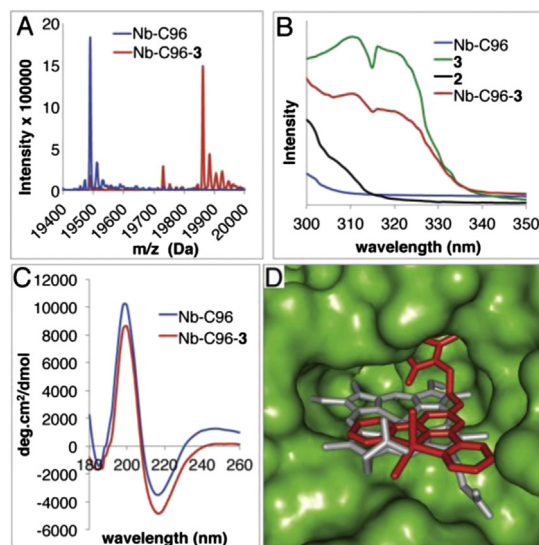 A
Intensity x 100000
20
15
10
5
0
Nb-C96
Nb-C96-3
19400
19500
19600
19700
19800
19900
20000
m/z (Da)
B
Intensity
Nb-C96
3
2
Nb-C96-3
300 310 320 330 340 350
wavelength (nm)
C
deg.cm²/dmol
12000
10000
8000
6000
4000
2000
0
-2000
-4000
-6000
Nb-C96
Nb-C96-3
180 200 220 240 260
wavelength (nm)
D